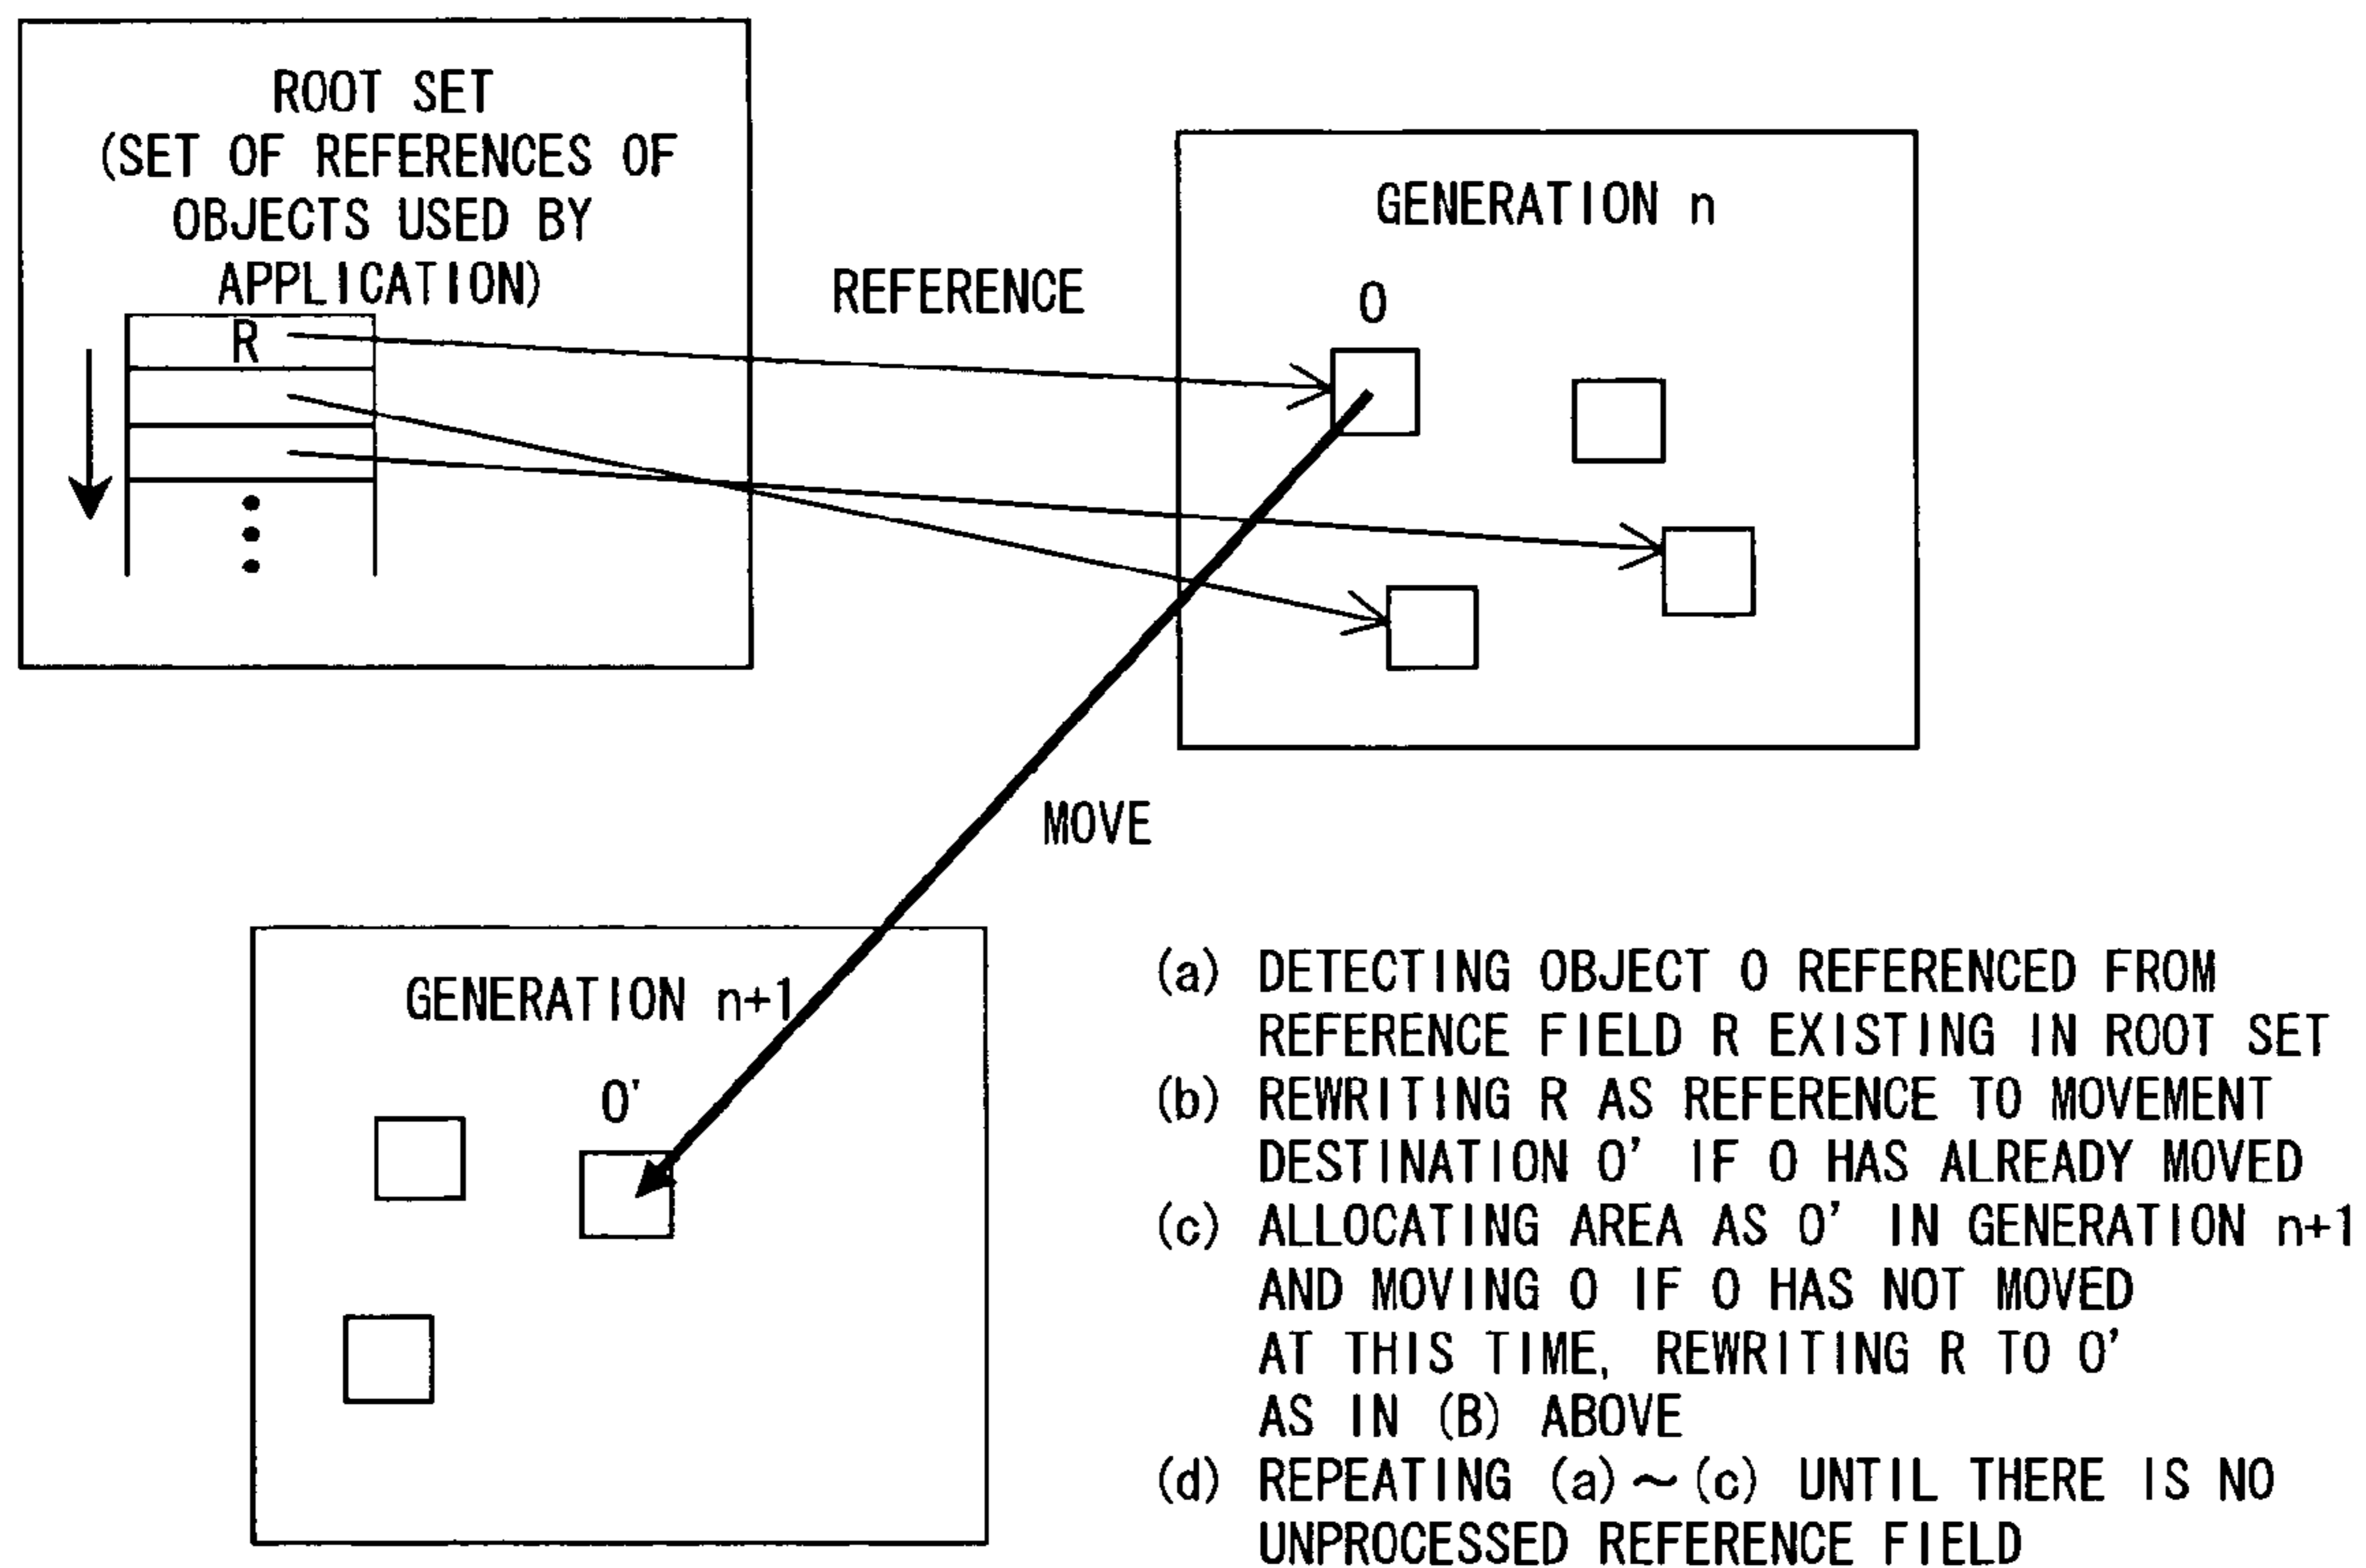 ROOT SET
(SET OF REFERENCES OF
OBJECTS USED BY
APPLICATION)
R
REFERENCE
GENERATION n
O
MOVE
GENERATION n+1
O'
(a) DETECTING OBJECT O REFERENCED FROM
REFERENCE FIELD R EXISTING IN ROOT SET
(b) REWRITING R AS REFERENCE TO MOVEMENT
DESTINATION O' IF O HAS ALREADY MOVED
(c) ALLOCATING AREA AS O' IN GENERATION n+1
AND MOVING O IF O HAS NOT MOVED
AT THIS TIME, REWRITING R TO O'
AS IN (B) ABOVE
(d) REPEATING (a)~(c) UNTIL THERE IS NO
UNPROCESSED REFERENCE FIELD